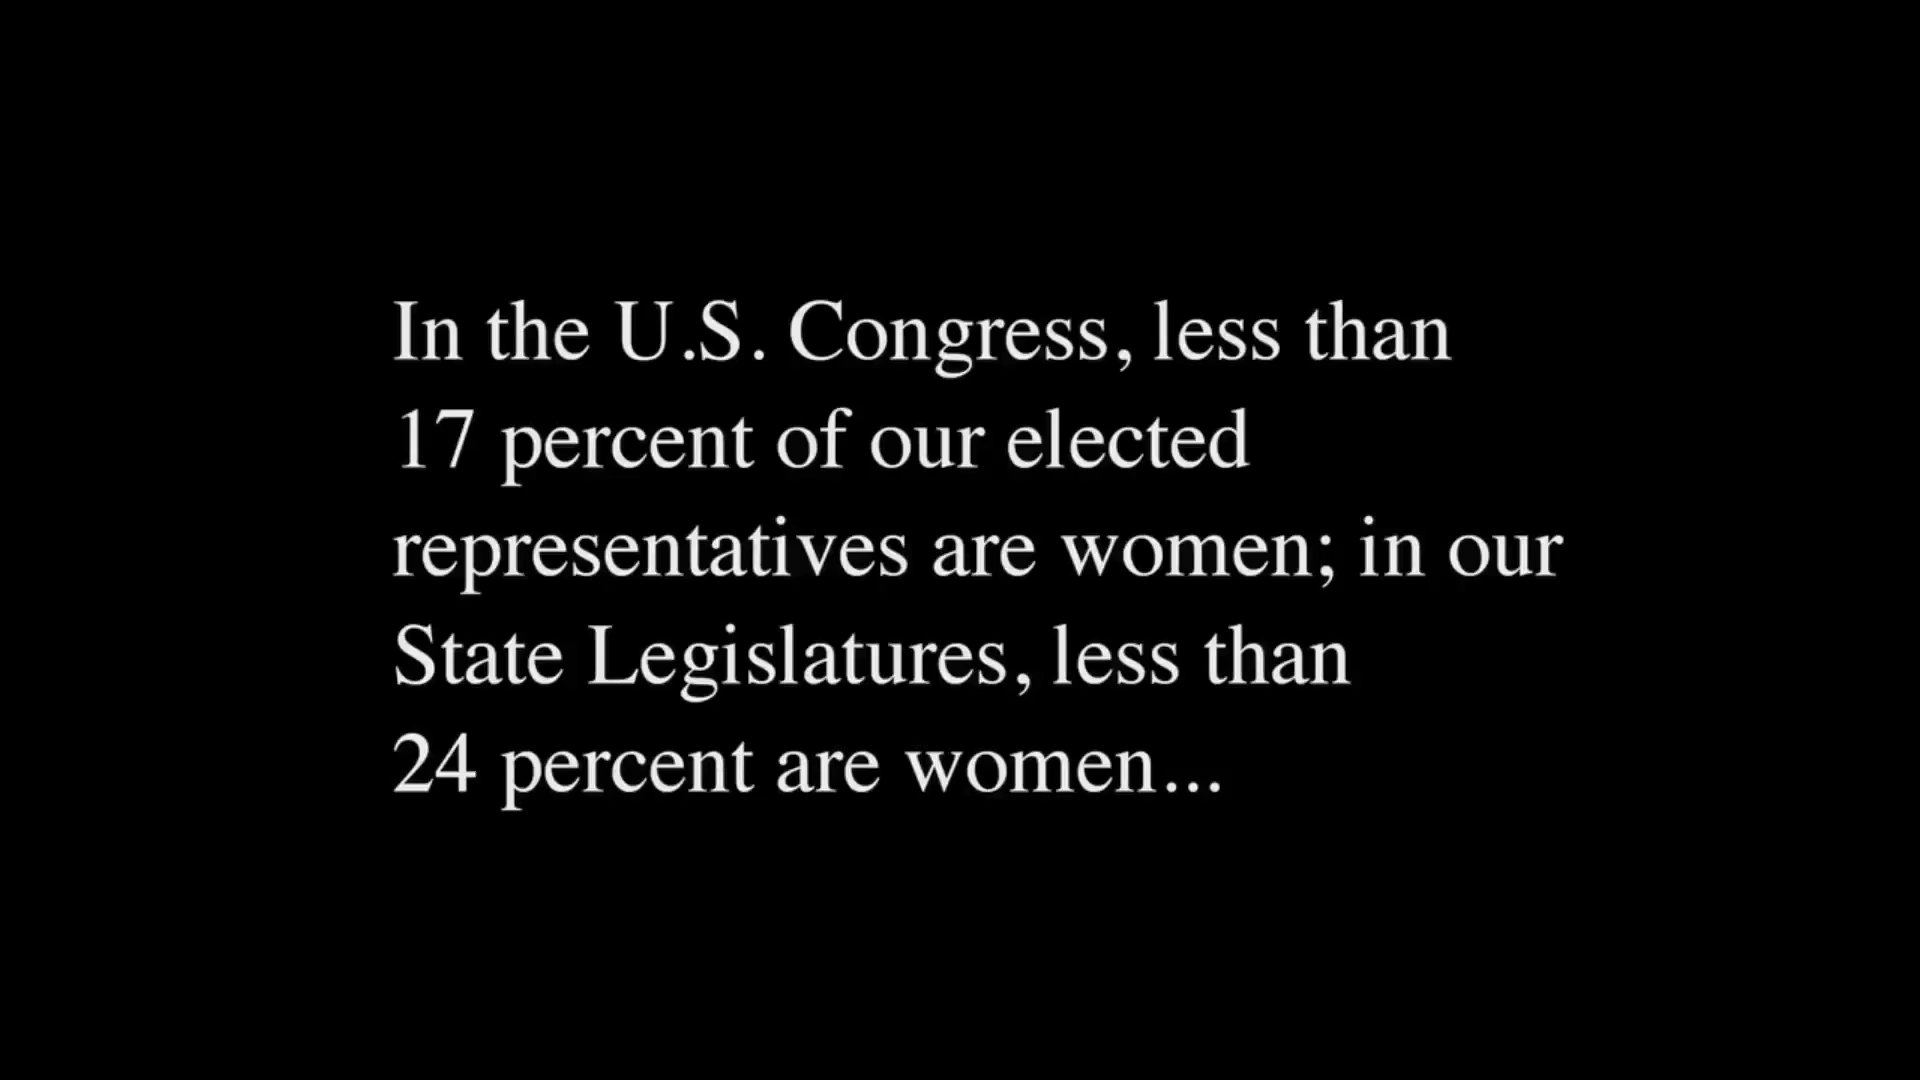 In the U.S. Congress, less than
17 percent of our elected
representatives are women; in our
State Legislatures, less than
24 percent are women...